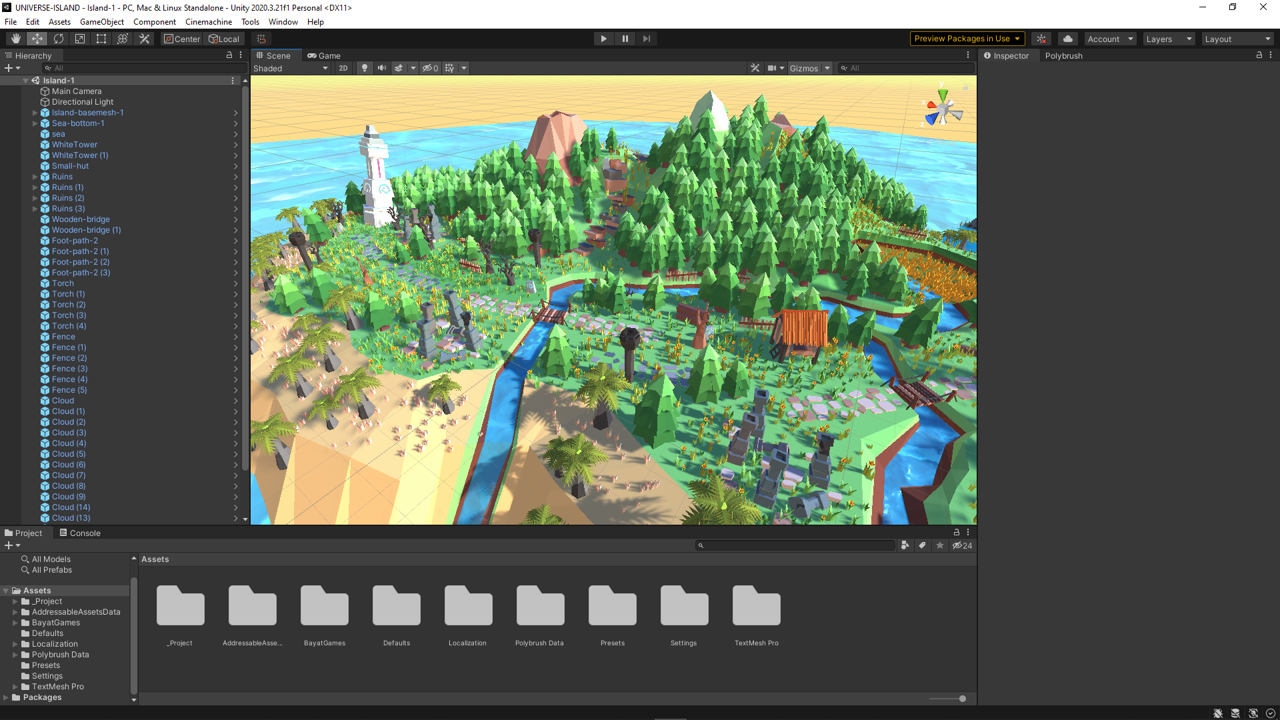 UNIVERSE-ISLAND - Island-1 - PC, Mac & Linux Standalone - Unity 2020.3.21f1 Personal <DX11>
File Edit Assets GameObject Component Cinemachine Tools Window Help
Center Local Preview Packages in Use Account Layers Layout
Hierarchy
All
Island-1
Main Camera
Directional Light
Island-basemesh-1
Sea-bottom-1
sea
WhiteTower
WhiteTower (1)
Small-hut
Ruins
Ruins (1)
Ruins (2)
Ruins (3)
Wooden-bridge
Wooden-bridge (1)
Foot-path-2
Foot-path-2 (1)
Foot-path-2 (2)
Foot-path-2 (3)
Torch
Torch (1)
Torch (2)
Torch (3)
Torch (4)
Fence
Fence (1)
Fence (2)
Fence (3)
Fence (4)
Fence (5)
Cloud
Cloud (1)
Cloud (2)
Cloud (3)
Cloud (4)
Cloud (5)
Cloud (6)
Cloud (7)
Cloud (8)
Cloud (9)
Cloud (14)
Cloud (13)
Scene Game
Shaded 2D 0 Gizmos All
Inspector Polybrush
Project Console
24
All Models
All Prefabs
Assets
_Project
AddressableAssetsData
BayatGames
Defaults
Localization
Polybrush Data
Presets
Settings
TextMesh Pro
Packages
Assets
_Project AddressableAsse... BayatGames Defaults Localization Polybrush Data Presets Settings TextMesh Pro